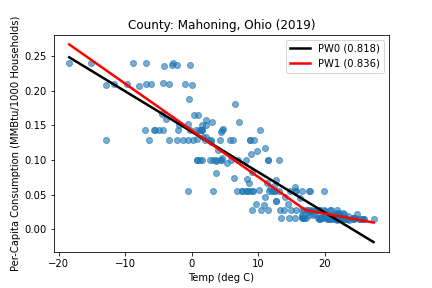 County: Mahoning, Ohio (2019)
PW0 (0.818)
PW1 (0.836)
Per-Capita Consumption (MMBtu/1000 Households)
0.25
0.20
0.15
0.10
0.05
0.00
−20
−10
0
10
20
Temp (deg C)